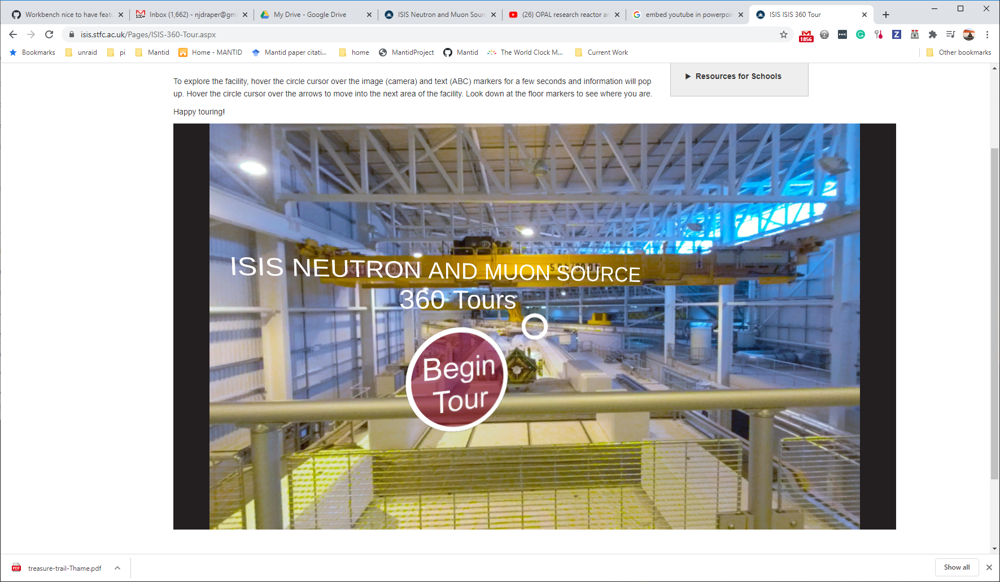 Workbench nice to have featu
Inbox (1,662) - njdraper@gm
My Drive - Google Drive
ISIS Neutron and Muon Sourc
(26) OPAL research reactor an
embed youtube in powerpoin
ISIS ISIS 360 Tour
isis.stfc.ac.uk/Pages/ISIS-360-Tour.aspx
1856
Bookmarks
unraid
pi
Mantid
Home - MANTID
Mantid paper citati...
home
MantidProject
Mantid
The World Clock M...
Current Work
Other bookmarks
Resources for Schools
To explore the facility, hover the circle cursor over the image (camera) and text (ABC) markers for a few seconds and information will pop
up. Hover the circle cursor over the arrows to move into the next area of the facility. Look down at the floor markers to see where you are.
Happy touring!
ISIS NEUTRON AND MUON SOURCE
360 Tours
Begin
Tour
treasure-trail-Thame.pdf
Show all